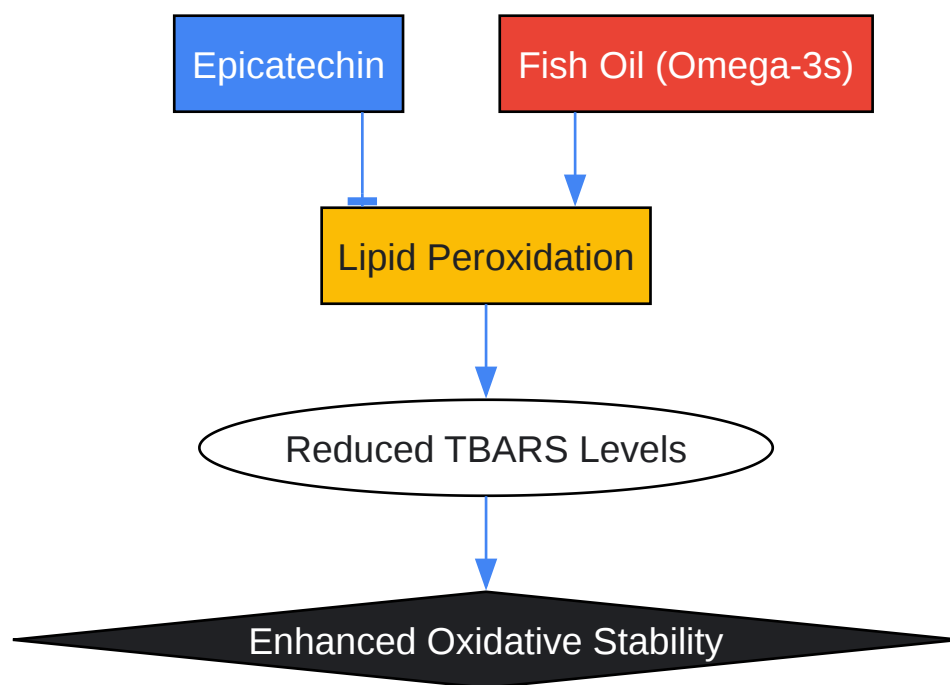 Epicatechin
Fish Oil (Omega-3s)
Lipid Peroxidation
Reduced TBARS Levels
Enhanced Oxidative Stability